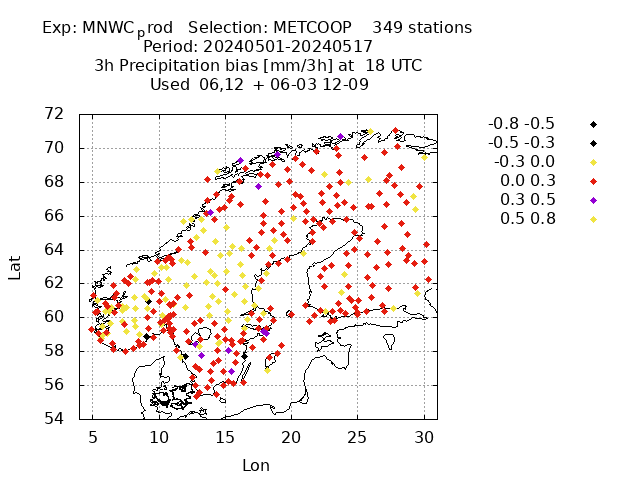 Exp: MNWC_prod   Selection: METCOOP    349 stations
Period: 20240501-20240517
3h Precipitation bias [mm/3h] at  18 UTC
Used  06,12  + 06-03 12-09
72
70
68
66
64
62
60
58
56
54
Lat
5 10 15 20 25 30
Lon
-0.8 -0.5
-0.5 -0.3
-0.3 0.0
0.0 0.3
0.3 0.5
0.5 0.8